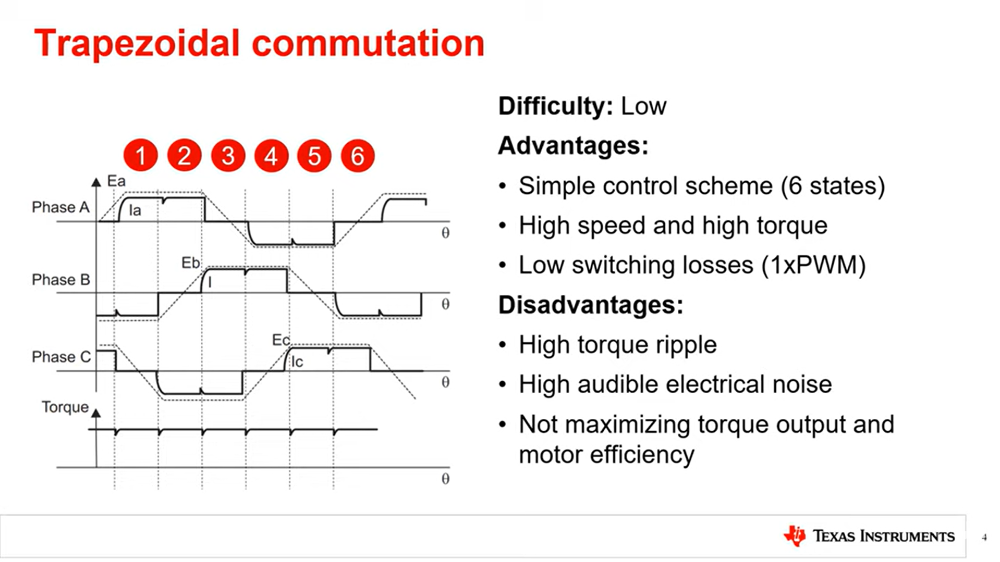 Trapezoidal commutation
Difficulty: Low
Advantages:
• Simple control scheme (6 states)
• High speed and high torque
• Low switching losses (1xPWM)
Disadvantages:
• High torque ripple
• High audible electrical noise
• Not maximizing torque output and
motor efficiency
1 2 3 4 5 6
Ea
Phase A
Ia
θ
Eb
Phase B
I
θ
Ec
Phase C
Ic
θ
Torque
θ
TEXAS INSTRUMENTS
4